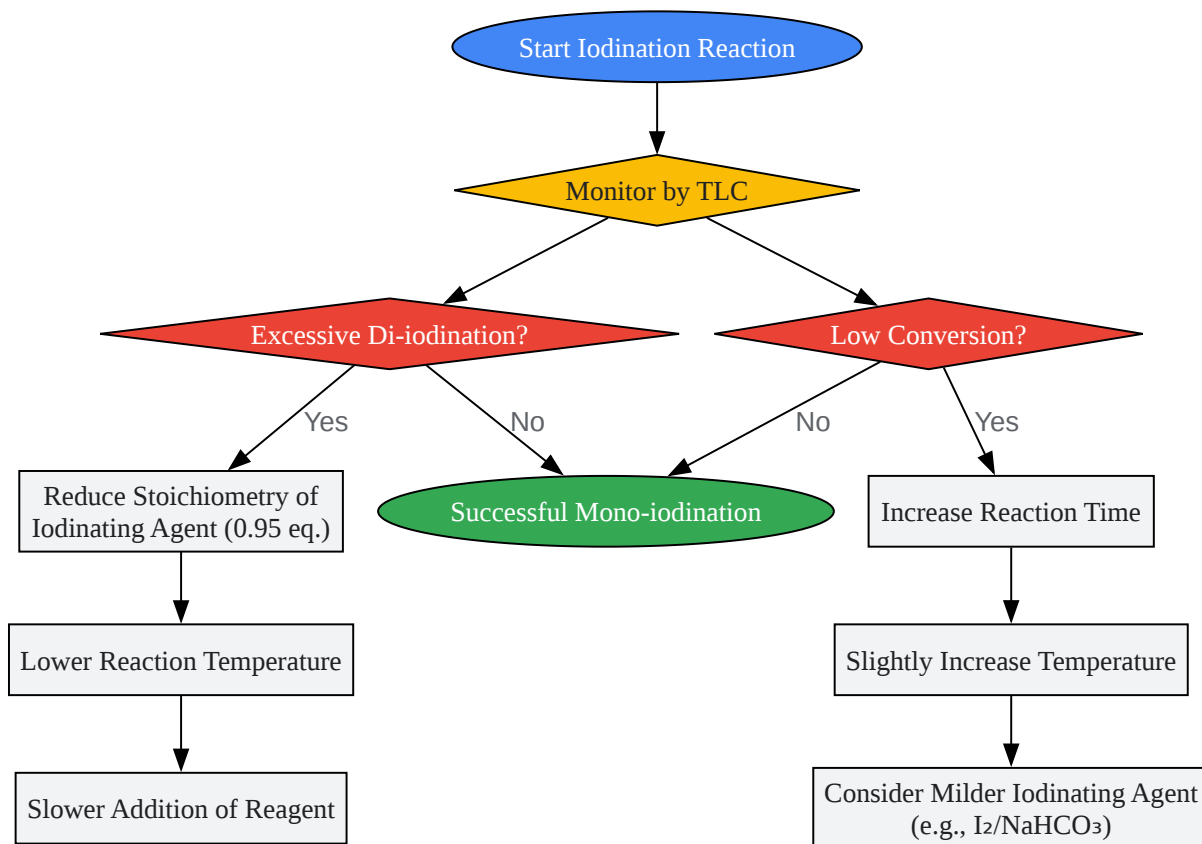 Start Iodination Reaction
Monitor by TLC
Excessive Di-iodination?
Low Conversion?
Yes
No
No
Yes
Reduce Stoichiometry of
Iodinating Agent (0.95 eq.)
Successful Mono-iodination
Increase Reaction Time
Lower Reaction Temperature
Slightly Increase Temperature
Slower Addition of Reagent
Consider Milder Iodinating Agent
(e.g., I₂/NaHCO₃)